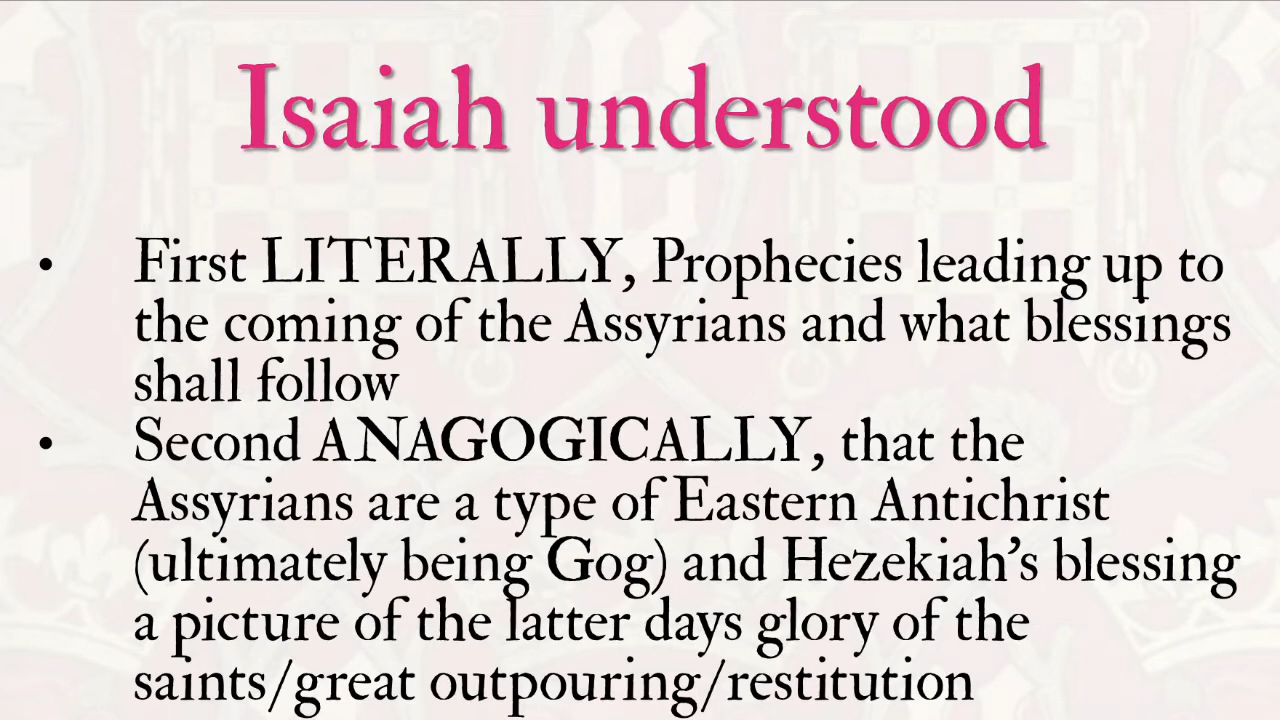 Isaiah understood
• First LITERALLY, Prophecies leading up to
the coming of the Assyrians and what blessings
shall follow
• Second ANAGOGICALLY, that the
Assyrians are a type of Eastern Antichrist
(ultimately being Gog) and Hezekiah’s blessing
a picture of the latter days glory of the
saints/great outpouring/restitution